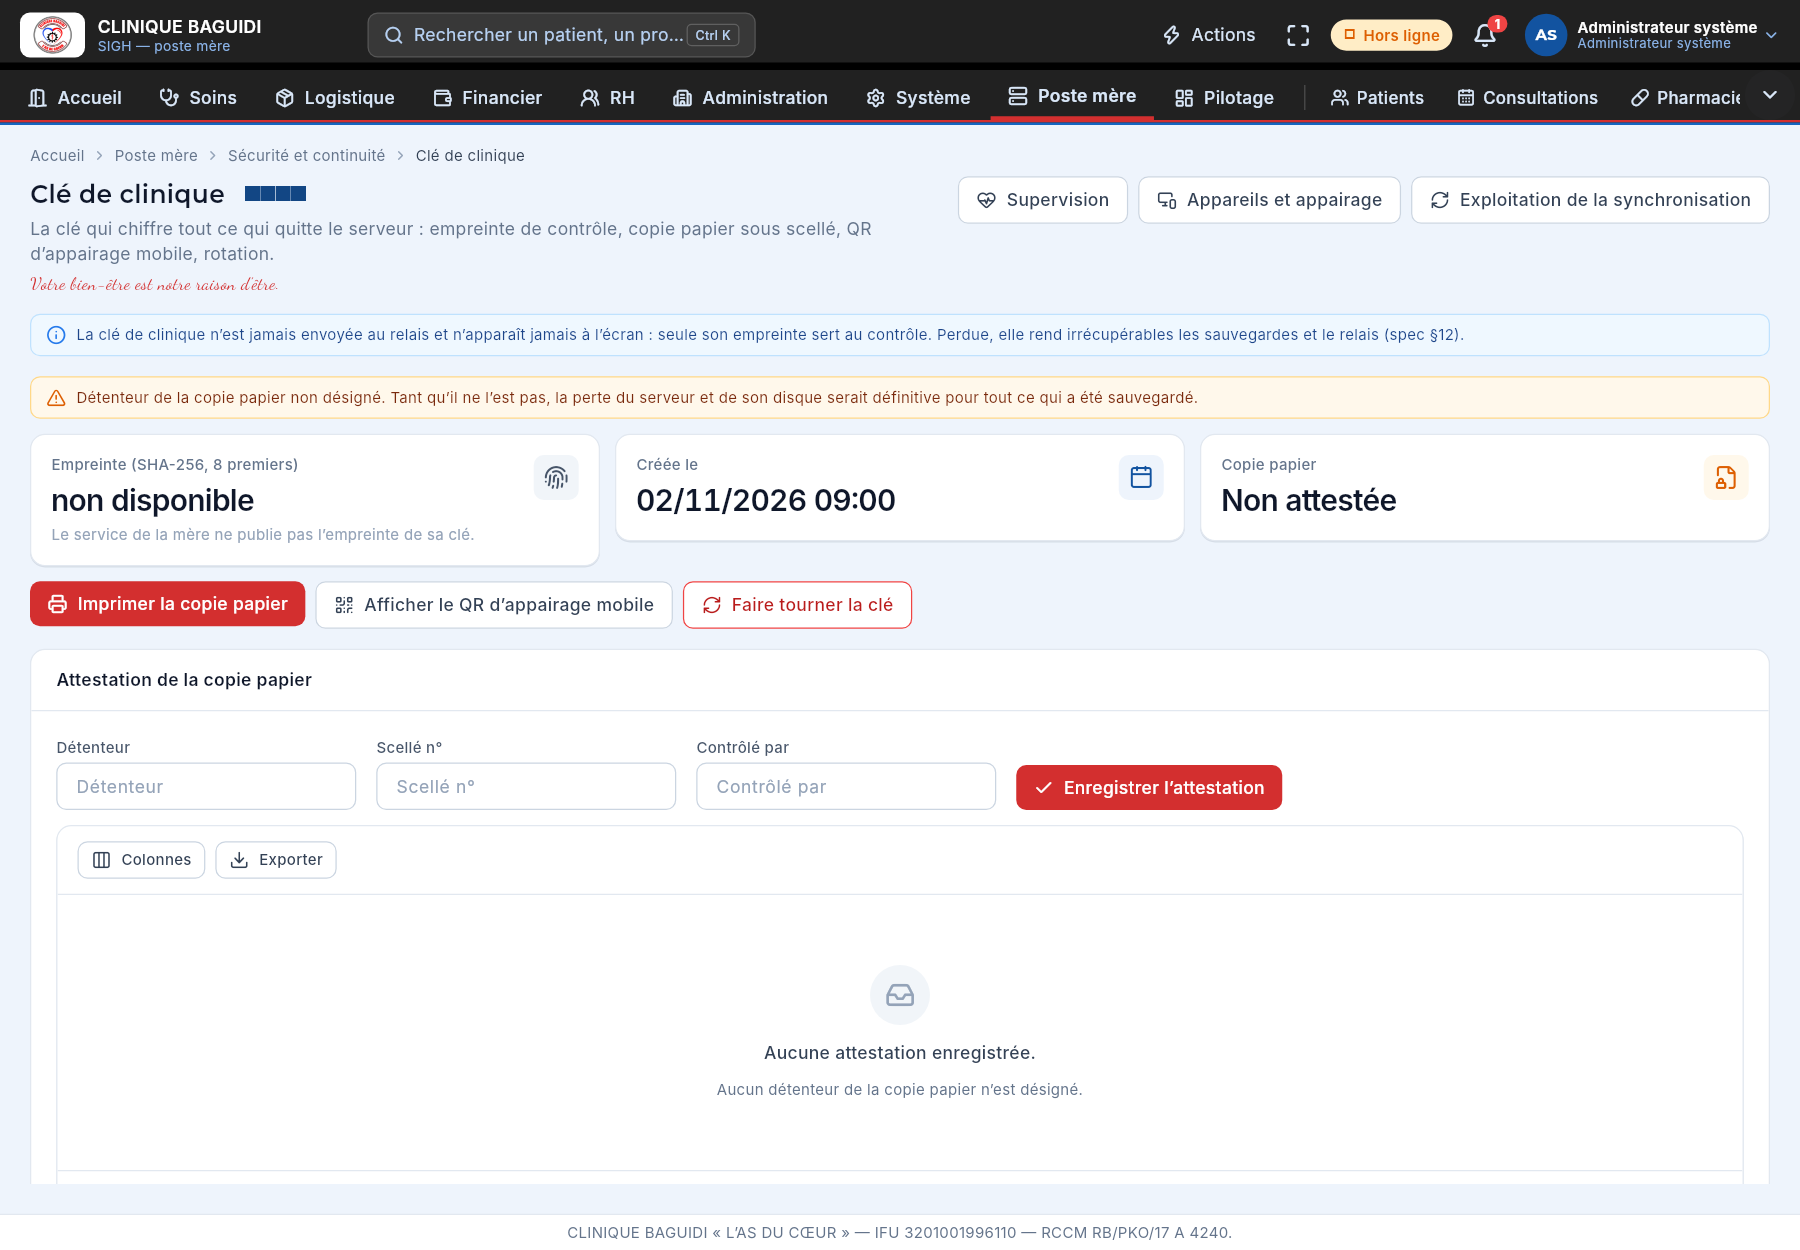 CLINIQUE BAGUIDI
SIGH — poste mère
Rechercher un patient, un pro... Ctrl K
Actions
Hors ligne
1
AS
Administrateur système
Administrateur système
Accueil
Soins
Logistique
Financier
RH
Administration
Système
Poste mère
Pilotage
Patients
Consultations
Pharmacie
Accueil > Poste mère > Sécurité et continuité > Clé de clinique
Clé de clinique
La clé qui chiffre tout ce qui quitte le serveur : empreinte de contrôle, copie papier sous scellé, QR
d’appairage mobile, rotation.
Votre bien-être est notre raison d'être.
Supervision
Appareils et appairage
Exploitation de la synchronisation
La clé de clinique n’est jamais envoyée au relais et n’apparaît jamais à l’écran : seule son empreinte sert au contrôle. Perdue, elle rend irrécupérables les sauvegardes et le relais (spec §12).
Détenteur de la copie papier non désigné. Tant qu’il ne l’est pas, la perte du serveur et de son disque serait définitive pour tout ce qui a été sauvegardé.
Empreinte (SHA-256, 8 premiers)
non disponible
Le service de la mère ne publie pas l’empreinte de sa clé.
Créée le
02/11/2026 09:00
Copie papier
Non attestée
Imprimer la copie papier
Afficher le QR d’appairage mobile
Faire tourner la clé
Attestation de la copie papier
Détenteur
Scellé n°
Contrôlé par
Détenteur
Scellé n°
Contrôlé par
Enregistrer l’attestation
Colonnes
Exporter
Aucune attestation enregistrée.
Aucun détenteur de la copie papier n’est désigné.
CLINIQUE BAGUIDI « L’AS DU CŒUR » — IFU 3201001996110 — RCCM RB/PKO/17 A 4240.